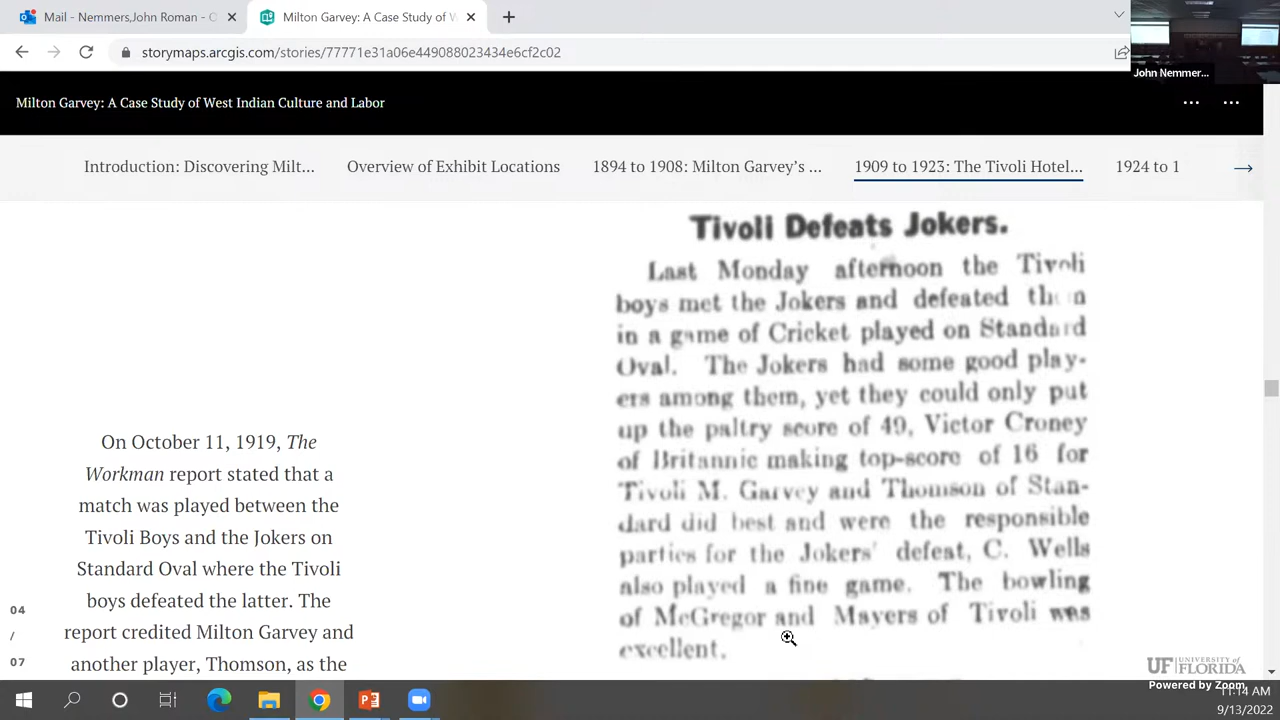 Mail - Nemmers,John Roman - O
Milton Garvey: A Case Study of W
storymaps.arcgis.com/stories/77771e31a06e449088023434e6cf2c02
John Nemmer...
Milton Garvey: A Case Study of West Indian Culture and Labor
Introduction: Discovering Milt...
Overview of Exhibit Locations
1894 to 1908: Milton Garvey's ...
1909 to 1923: The Tivoli Hotel...
1924 to 1
On October 11, 1919, The
Workman report stated that a
match was played between the
Tivoli Boys and the Jokers on
Standard Oval where the Tivoli
boys defeated the latter. The
report credited Milton Garvey and
another player, Thomson, as the
04
/
07
Tivoli Defeats Jokers.
Last Monday afternoon the Tivoli
boys met the Jokers and defeated
in a game of Cricket played on Standard
Oval. The Jokers had some good play-
ers among them, yet they could only put
up the paltry score of 49, Victor Croney
of Britannic making top-score of 16 for
Tivoli M. Garvey and Thomson of Stan-
dard did best and were the responsible
parties for the Jokers' defeat, C. Wells
also played a fine game. The bowling
of McGregor and Mayers of Tivoli was
excellent.
UF UNIVERSITY of FLORIDA
Powered by Zoom
11:14 AM
9/13/2022